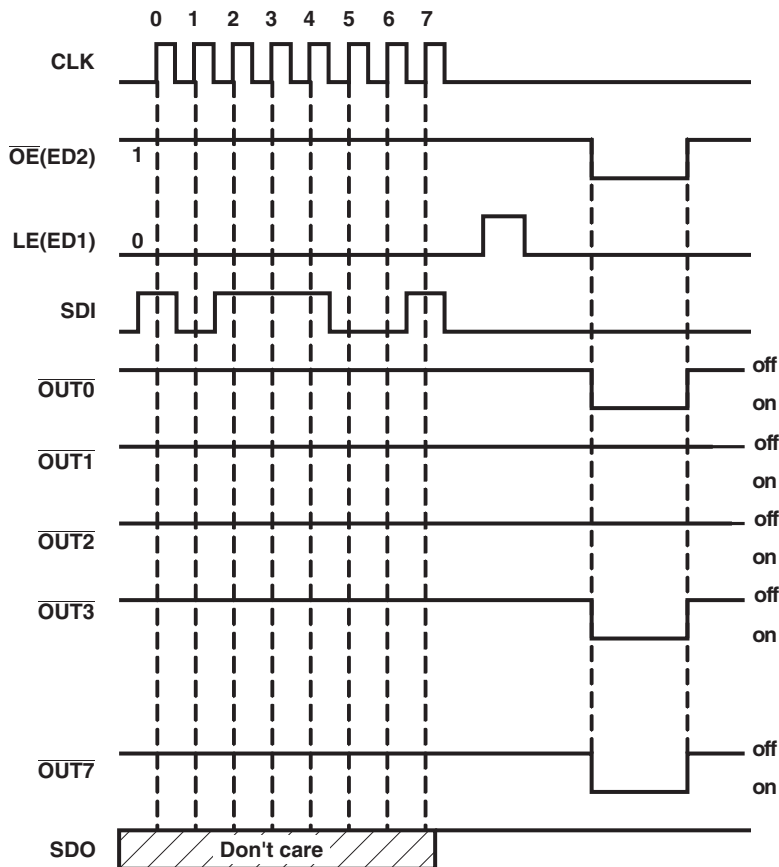 0 1 2 3 4 5 6 7
CLK
OE(ED2) 1
LE(ED1) 0
SDI
OUT0 off
on
OUT1 off
on
OUT2 off
on
OUT3 off
on
OUT7 off
on
SDO Don't care